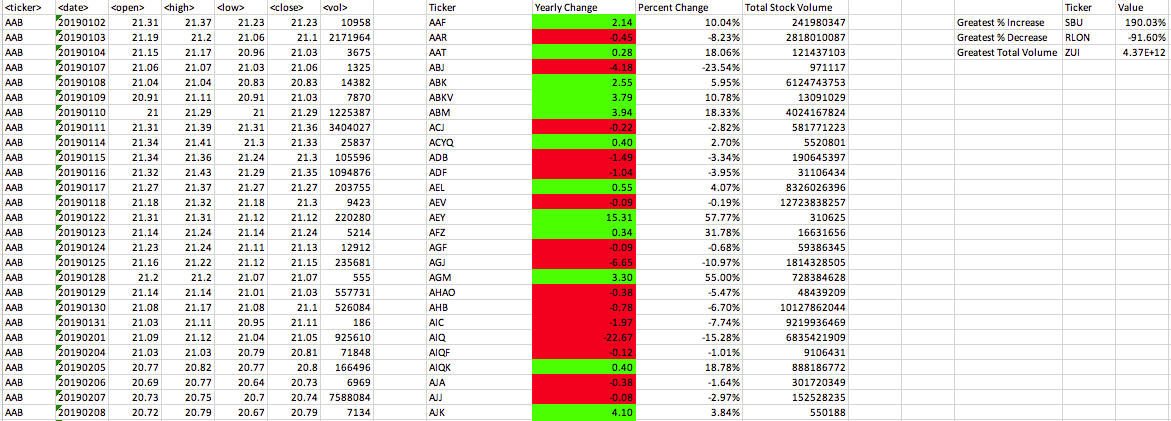 <ticker> <date> <open> <high> <low> <close> <vol> Ticker Yearly Change Percent Change Total Stock Volume Ticker Value
AAB 20190102 21.31 21.37 21.23 21.23 10958 AAF 2.14 10.04% 241980347 Greatest % Increase SBU 190.03%
AAB 20190103 21.19 21.2 21.06 21.1 2171964 AAR -0.45 -8.23% 2818010087 Greatest % Decrease RLON -91.60%
AAB 20190104 21.15 21.17 20.96 21.03 3675 AAT 0.28 18.06% 121437103 Greatest Total Volume ZUI 4.37E+12
AAB 20190107 21.06 21.07 21.03 21.06 1325 ABJ -4.18 -23.54% 971117
AAB 20190108 21.04 21.04 20.83 20.83 14382 ABK 2.55 5.95% 6124743753
AAB 20190109 20.91 21.11 20.91 21.03 7870 ABKV 3.79 10.78% 13091029
AAB 20190110 21 21.29 21 21.29 1225387 ABM 3.94 18.33% 4024167824
AAB 20190111 21.31 21.39 21.31 21.36 3404027 ACJ -0.22 -2.82% 581771223
AAB 20190114 21.34 21.41 21.3 21.33 25837 ACYQ 0.40 2.70% 5520801
AAB 20190115 21.34 21.36 21.24 21.3 105596 ADB -1.49 -3.34% 190645397
AAB 20190116 21.32 21.43 21.29 21.35 1094876 ADF -1.04 -3.95% 31106434
AAB 20190117 21.27 21.37 21.27 21.27 203755 AEL 0.55 4.07% 8326026396
AAB 20190118 21.18 21.32 21.18 21.3 9423 AEV -0.09 -0.19% 12723838257
AAB 20190122 21.31 21.31 21.12 21.12 220280 AEY 15.31 57.77% 310625
AAB 20190123 21.14 21.24 21.14 21.24 5214 AFZ 0.34 31.78% 16631656
AAB 20190124 21.23 21.24 21.11 21.13 12912 AGF -0.09 -0.68% 59386345
AAB 20190125 21.16 21.22 21.12 21.15 235681 AGJ -6.65 -10.97% 1814328505
AAB 20190128 21.2 21.2 21.07 21.07 555 AGM 3.30 55.00% 728384628
AAB 20190129 21.14 21.14 21.01 21.03 557731 AHAO -0.38 -5.47% 48439209
AAB 20190130 21.08 21.17 21.08 21.1 526084 AHB -0.78 -6.70% 10127862044
AAB 20190131 21.03 21.11 20.95 21.11 186 AIC -1.97 -7.74% 9219936469
AAB 20190201 21.09 21.12 21.04 21.05 925610 AIQ -22.67 -15.28% 6835421909
AAB 20190204 21.03 21.03 20.79 20.81 71848 AIQF -0.12 -1.01% 9106431
AAB 20190205 20.77 20.82 20.77 20.8 166496 AIQK 0.40 18.78% 888186772
AAB 20190206 20.69 20.77 20.64 20.73 6969 AJA -0.38 -1.64% 301720349
AAB 20190207 20.73 20.75 20.7 20.74 7588084 AJJ -0.08 -2.97% 152528235
AAB 20190208 20.72 20.79 20.67 20.79 7134 AJK 4.10 3.84% 550188